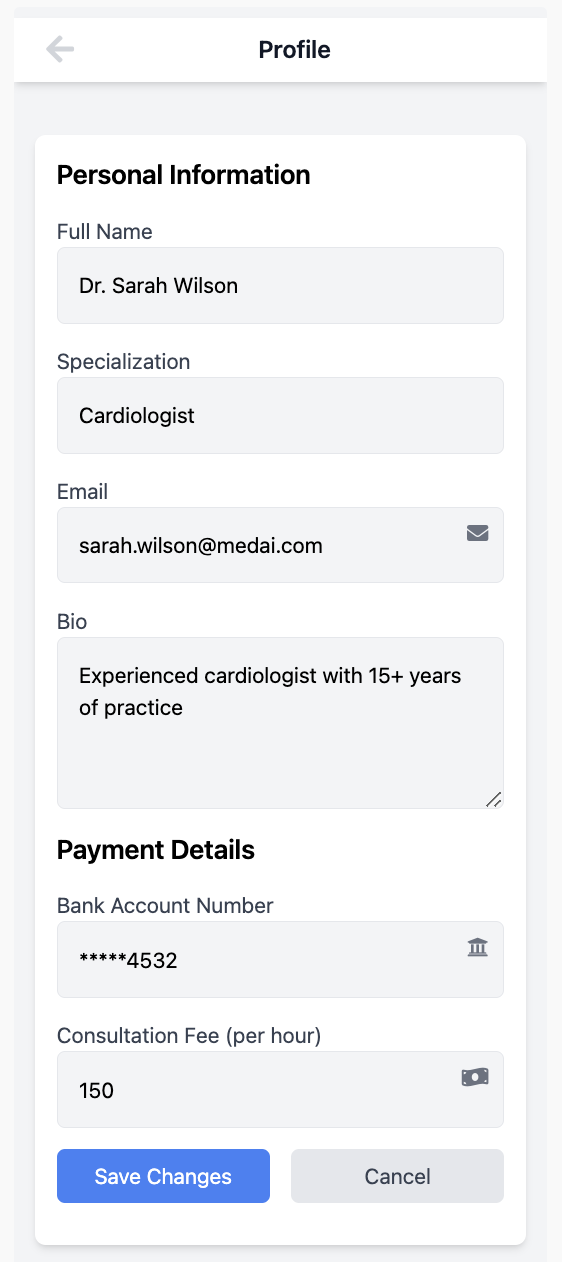 Profile
Personal Information
Full Name
Dr. Sarah Wilson
Specialization
Cardiologist
Email
sarah.wilson@medai.com
Bio
Experienced cardiologist with 15+ years
of practice
Payment Details
Bank Account Number
*****4532
Consultation Fee (per hour)
150
Save Changes
Cancel